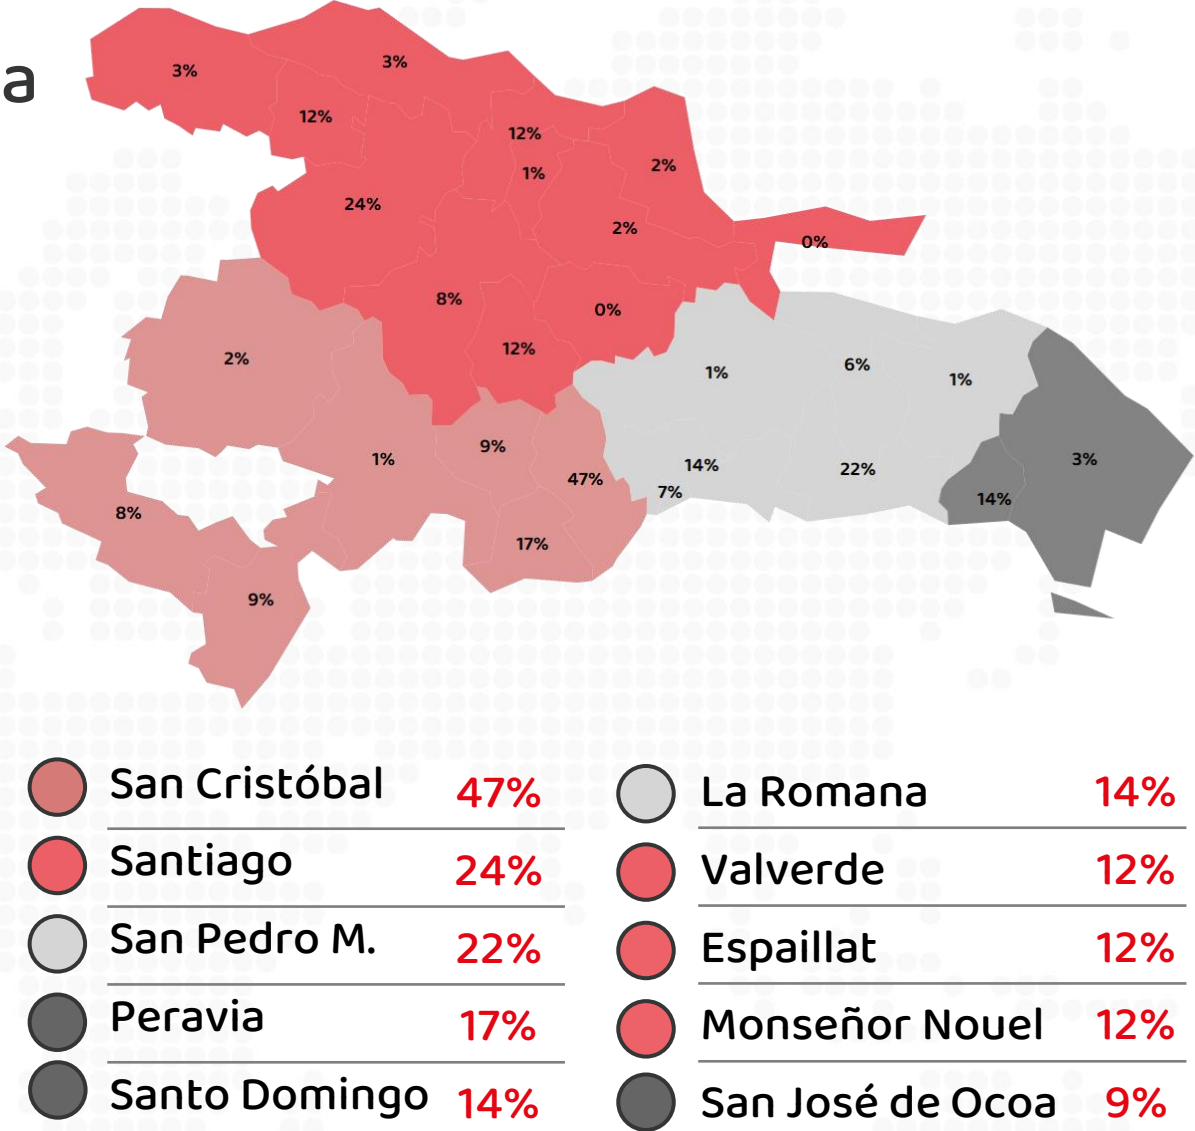 a
3%
3%
12%
12%
1%
2%
24%
2%
0%
8%
0%
12%
2%
1%
6%
1%
9%
1%
47%
14%
22%
3%
7%
14%
8%
17%
9%
San Cristóbal 47%
Santiago 24%
San Pedro M. 22%
Peravia 17%
Santo Domingo 14%
La Romana 14%
Valverde 12%
Espaillat 12%
Monseñor Nouel 12%
San José de Ocoa 9%